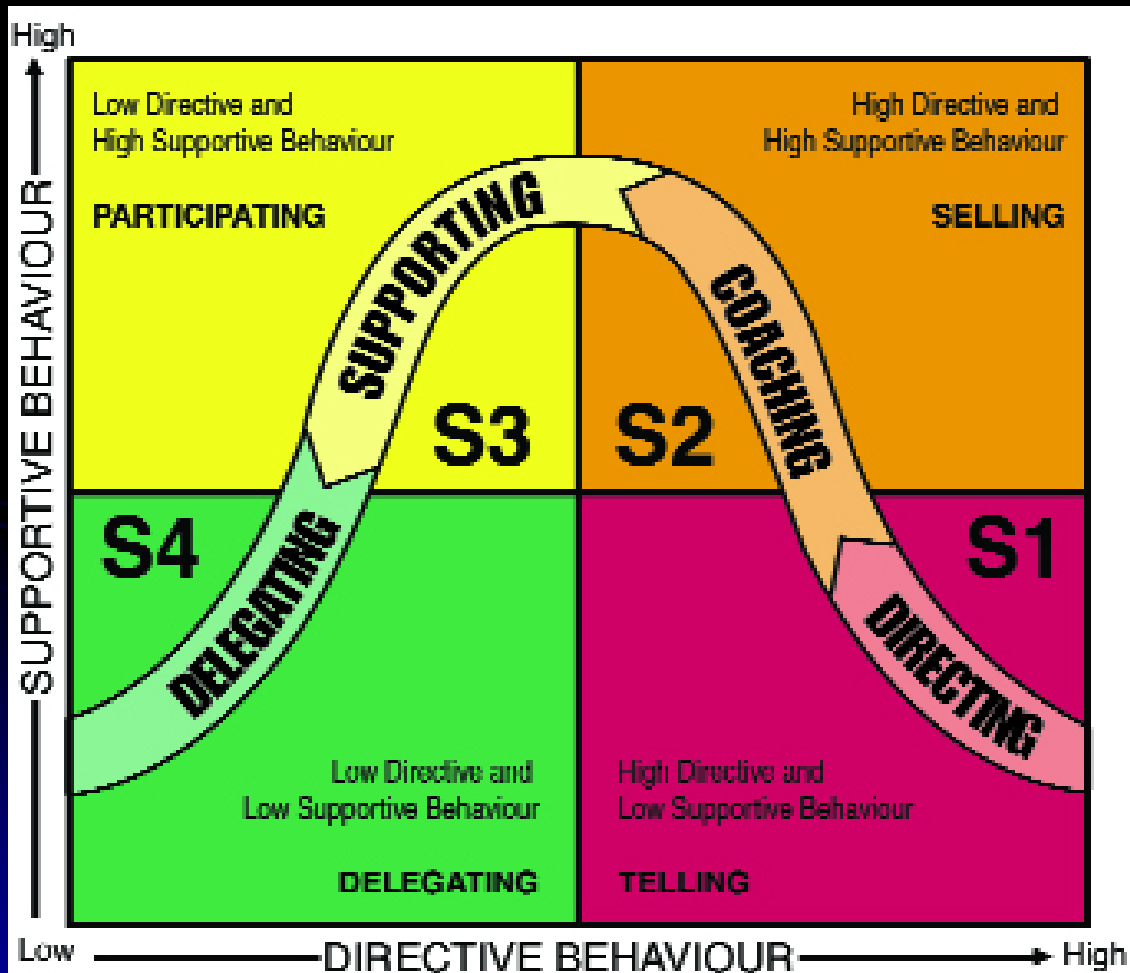 High
Low Directive and
High Supportive Behaviour
PARTICIPATING
High Directive and
High Supportive Behaviour
SELLING
SUPPORTING
COACHING
S3
S2
SUPPORTIVE BEHAVIOUR
S4
S1
DELEGATING
DIRECTING
Low Directive and
Low Supportive Behaviour
DELEGATING
High Directive and
Low Supportive Behaviour
TELLING
Low
DIRECTIVE BEHAVIOUR
High